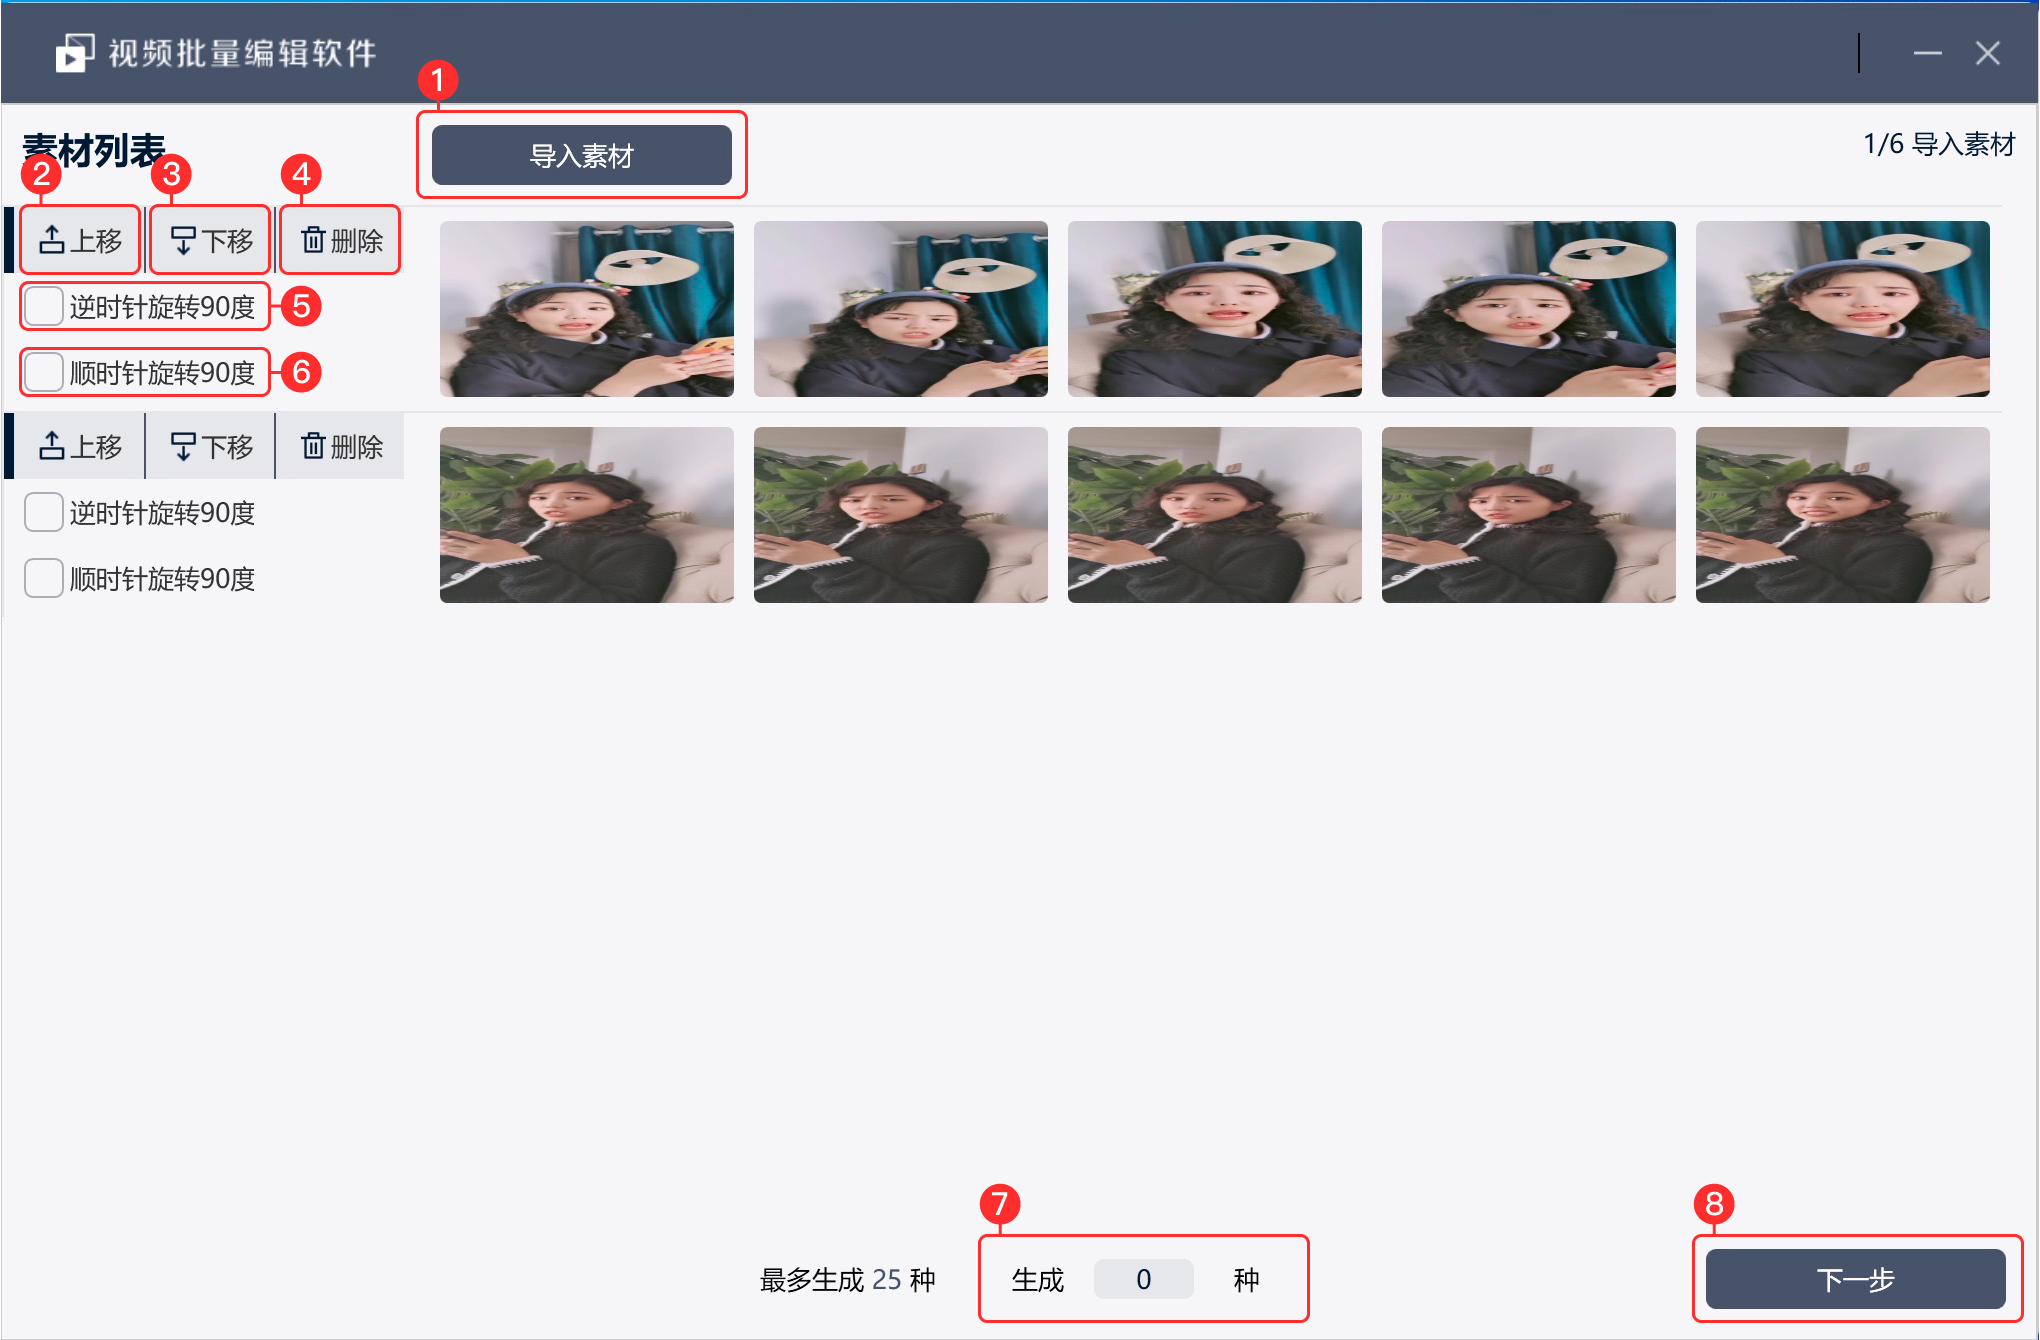 视频批量编辑软件
1
素材列表
导入素材
1/6 导入素材
2
3
4
上移
下移
删除
逆时针旋转90度
5
顺时针旋转90度
6
上移
下移
删除
逆时针旋转90度
顺时针旋转90度
7
8
最多生成 25 种
生成 0 种
下一步